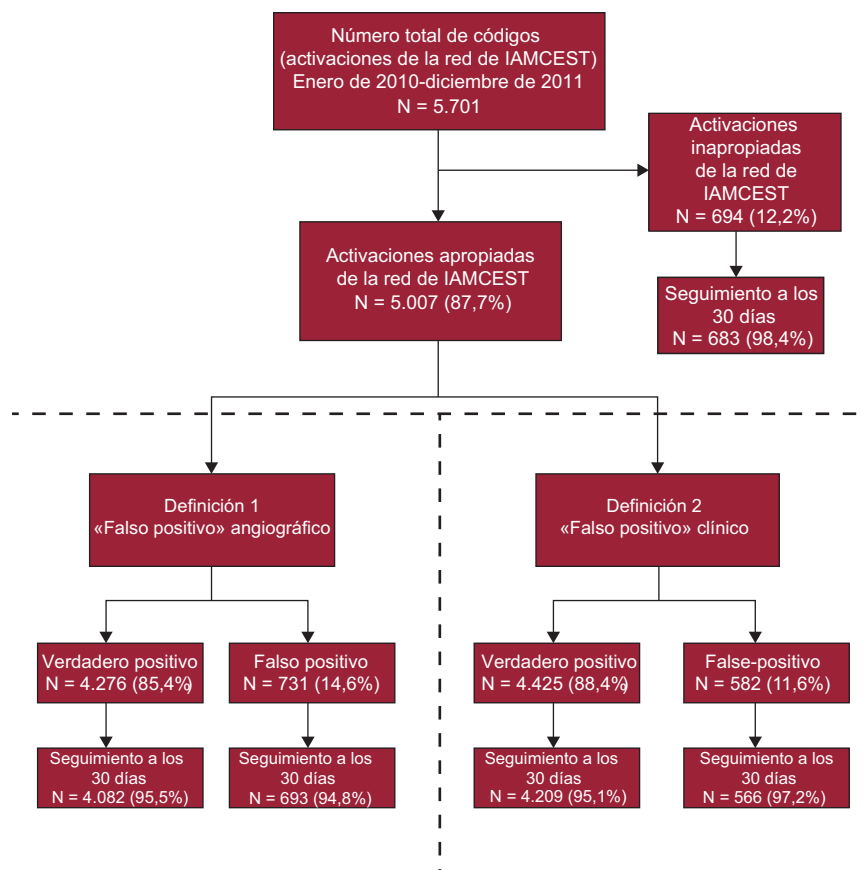 Número total de códigos
(activaciones de la red de IAMCEST)
Enero de 2010-diciembre de 2011
N = 5.701
Activaciones
inapropiadas
de la red de
IAMCEST
N = 694 (12,2%)
Activaciones apropiadas
de la red de IAMCEST
N = 5.007 (87,7%)
Seguimiento a los
30 días
N = 683 (98,4%)
Definición 1
«Falso positivo» angiográfico
Definición 2
«Falso positivo» clínico
Verdadero positivo
N = 4.276 (85,4%)
Falso positivo
N = 731 (14,6%)
Verdadero positivo
N = 4.425 (88,4%)
False-positivo
N = 582 (11,6%)
Seguimiento a los
30 días
N = 4.082 (95,5%)
Seguimiento a los
30 días
N = 693 (94,8%)
Seguimiento a los
30 días
N = 4.209 (95,1%)
Seguimiento a los
30 días
N = 566 (97,2%)